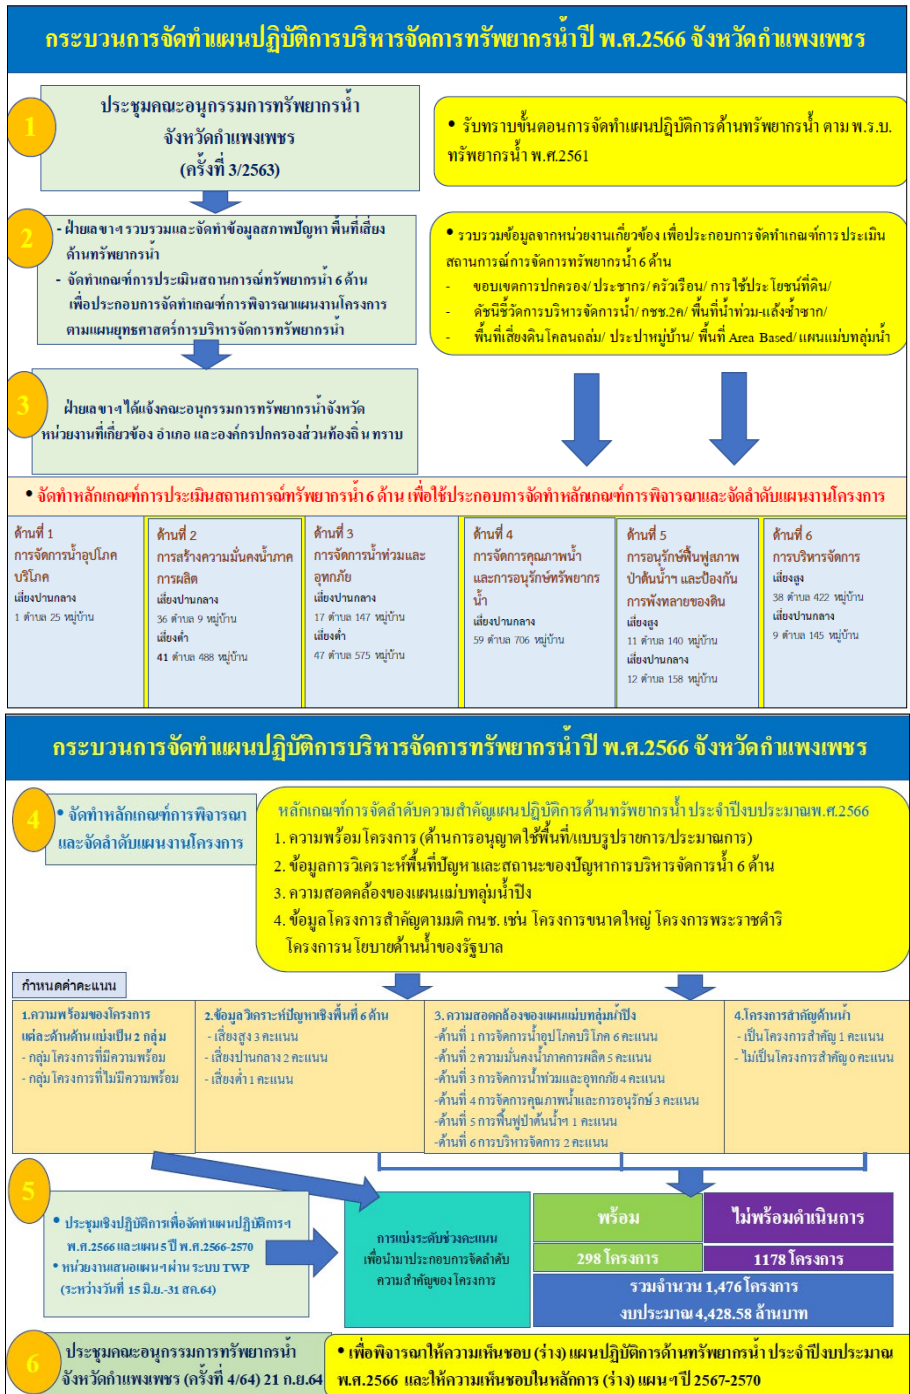 กระบวนการจัดทำแผนปฏิบัติการบริหารจัดการทรัพยากรน้ำ ปี พ.ศ.2566 จังหวัดกำแพงเพชร
1
ประชุมคณะอนุกรรมการทรัพยากรน้ำ
จังหวัดกำแพงเพชร
(ครั้งที่ 3/2563)
• รับทราบขั้นตอนการจัดทำแผนปฏิบัติการด้านทรัพยากรน้ำ ตาม พ.ร.บ.
ทรัพยากรน้ำ พ.ศ.2561
2
- ฝ่ายเลขาฯ รวบรวมและจัดทำข้อมูลสภาพปัญหา พื้นที่เสี่ยง
ด้านทรัพยากรน้ำ
- จัดทำเกณฑ์การประเมินสถานการณ์ทรัพยากรน้ำ 6 ด้าน
เพื่อประกอบการจัดทำเกณฑ์การพิจารณาแผนงานโครงการ
ตามแผนยุทธศาสตร์การบริหารจัดการทรัพยากรน้ำ
• รวบรวมข้อมูลจากหน่วยงานเกี่ยวข้อง เพื่อประกอบการจัดทำเกณฑ์การ ประเมิน
สถานการณ์การจัดการทรัพยากรน้ำ 6 ด้าน
- ขอบเขตการปกครอง/ ประชากร/ ครัวเรือน/ การใช้ประโยชน์ที่ดิน/
- ดัชนีชี้วัดการบริหารจัดการน้ำ/ กชช.2ค/ พื้นที่น้ำท่วม-แล้งซ้ำซาก/
- พื้นที่เสี่ยงดินโคลนถล่ม/ ประปาหมู่บ้าน/ พื้นที่ Area Based/ แผนแม่บทลุ่มน้ำ
3
ฝ่ายเลขาฯ ได้แจ้งคณะอนุกรรมการทรัพยากรน้ำจังหวัด
หน่วยงานที่เกี่ยวข้อง อำเภอ และองค์กรปกครองส่วนท้องถิ่น ทราบ
• จัดทำหลักเกณฑ์การประเมินสถานการณ์ทรัพยากรน้ำ 6 ด้าน เพื่อใช้ประกอบการจัดทำหลักเกณฑ์การพิจารณาและจัดลำดับแผนงานโครงการ
ด้านที่ 1
การจัดการน้ำอุปโภค
บริโภค
เสี่ยงปานกลาง
1 ตำบล 25 หมู่บ้าน
ด้านที่ 2
การสร้างความมั่นคงน้ำภาค
การผลิต
เสี่ยงปานกลาง
36 ตำบล 9 หมู่บ้าน
เสี่ยงต่ำ
41 ตำบล 488 หมู่บ้าน
ด้านที่ 3
การจัดการน้ำท่วมและ
อุทกภัย
เสี่ยงปานกลาง
17 ตำบล 147 หมู่บ้าน
เสี่ยงต่ำ
47 ตำบล 575 หมู่บ้าน
ด้านที่ 4
การจัดการคุณภาพน้ำ
และการอนุรักษ์ทรัพยากร
น้ำ
เสี่ยงปานกลาง
59 ตำบล 706 หมู่บ้าน
ด้านที่ 5
การอนุรักษ์ฟื้นฟูสภาพ
ป่าต้นน้ำฯ และป้องกัน
การพังทลายของดิน
เสี่ยงสูง
11 ตำบล 140 หมู่บ้าน
เสี่ยงปานกลาง
12 ตำบล 158 หมู่บ้าน
ด้านที่ 6
การบริหารจัดการ
เสี่ยงสูง
38 ตำบล 422 หมู่บ้าน
เสี่ยงปานกลาง
9 ตำบล 145 หมู่บ้าน
กระบวนการจัดทำแผนปฏิบัติการบริหารจัดการทรัพยากรน้ำ ปี พ.ศ.2566 จังหวัดกำแพงเพชร
4
• จัดทำหลักเกณฑ์การพิจารณา
และจัดลำดับแผนงานโครงการ
หลักเกณฑ์การจัดลำดับความสำคัญแผนปฏิบัติการด้านทรัพยากรน้ำ ประจำปีงบประมาณพ.ศ.2566
1. ความพร้อมโครงการ (ด้านการอนุญาตใช้พื้นที่/แบบรูปรายการ/ประมาณการ)
2. ข้อมูลการวิเคราะห์พื้นที่ปัญหาและสถานะของปัญหาการบริหารจัดการน้ำ 6 ด้าน
3. ความสอดคล้องของแผนแม่บทลุ่มน้ำปิง
4. ข้อมูลโครงการสำคัญตามมติ กนช. เช่น โครงการขนาดใหญ่ โครงการพระราชดำริ
โครงการนโยบายด้านน้ำของรัฐบาล
กำหนดค่าคะแนน
1.ความพร้อมของโครงการ
แต่ละด้านด้าน แบ่งเป็น 2 กลุ่ม
- กลุ่มโครงการที่มีความพร้อม
- กลุ่มโครงการที่ไม่มีความพร้อม
2.ข้อมูลวิเคราะห์ปัญหาเชิงพื้นที่ 6 ด้าน
- เสี่ยงสูง 3 คะแนน
- เสี่ยงปานกลาง 2 คะแนน
- เสี่ยงต่ำ 1 คะแนน
3. ความสอดคล้องของแผนแม่บทลุ่มน้ำปิง
-ด้านที่ 1 การจัดการน้ำอุปโภคบริโภค 6 คะแนน
-ด้านที่ 2 ความมั่นคงน้ำภาคการผลิต 5 คะแนน
-ด้านที่ 3 การจัดการน้ำท่วมและอุทกภัย 4 คะแนน
-ด้านที่ 4 การจัดการคุณภาพน้ำและการอนุรักษ์ 3 คะแนน
-ด้านที่ 5 การฟื้นฟูป่าต้นน้ำฯ 1 คะแนน
-ด้านที่ 6 การบริหารจัดการ 2 คะแนน
4.โครงการสำคัญด้านน้ำ
- เป็นโครงการสำคัญ 1 คะแนน
- ไม่เป็นโครงการสำคัญ 0 คะแนน
5
• ประชุมเชิงปฏิบัติการเพื่อจัดทำแผนปฏิบัติการฯ
พ.ศ.2566 และแผน 5 ปี พ.ศ.2566-2570
• หน่วยงานเสนอแผนฯ ผ่าน ระบบ TWP
(ระหว่างวันที่ 15 มิ.ย.-31 สค.64)
การแบ่งระดับช่วงคะแนน
เพื่อนำมาประกอบการจัดลำดับ
ความสำคัญของโครงการ
พร้อม
ไม่พร้อมดำเนินการ
298 โครงการ
1178 โครงการ
รวมจำนวน 1,476 โครงการ
งบประมาณ 4,428.58 ล้านบาท
6
ประชุมคณะอนุกรรมการทรัพยากรน้ำ
จังหวัดกำแพงเพชร (ครั้งที่ 4/64) 21 ก.ย.64
• เพื่อพิจารณาให้ความเห็นชอบ (ร่าง) แผนปฏิบัติการด้านทรัพยากรน้ำ ประจำปีงบประมาณ
พ.ศ.2566 และให้ความเห็นชอบในหลักการ (ร่าง) แผนฯ ปี 2567-2570